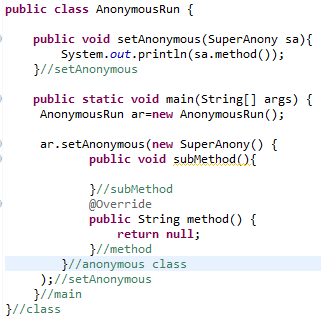 public class AnonymousRun {
public void setAnonymous(SuperAnony sa){
System.out.println(sa.method());
}//setAnonymous
public static void main(String[] args) {
AnonymousRun ar=new AnonymousRun();
ar.setAnonymous(new SuperAnony() {
public void subMethod(){
}//subMethod
@Override
public String method() {
return null;
}//method
}//anonymous class
);//setAnonymous
}//main
}//class